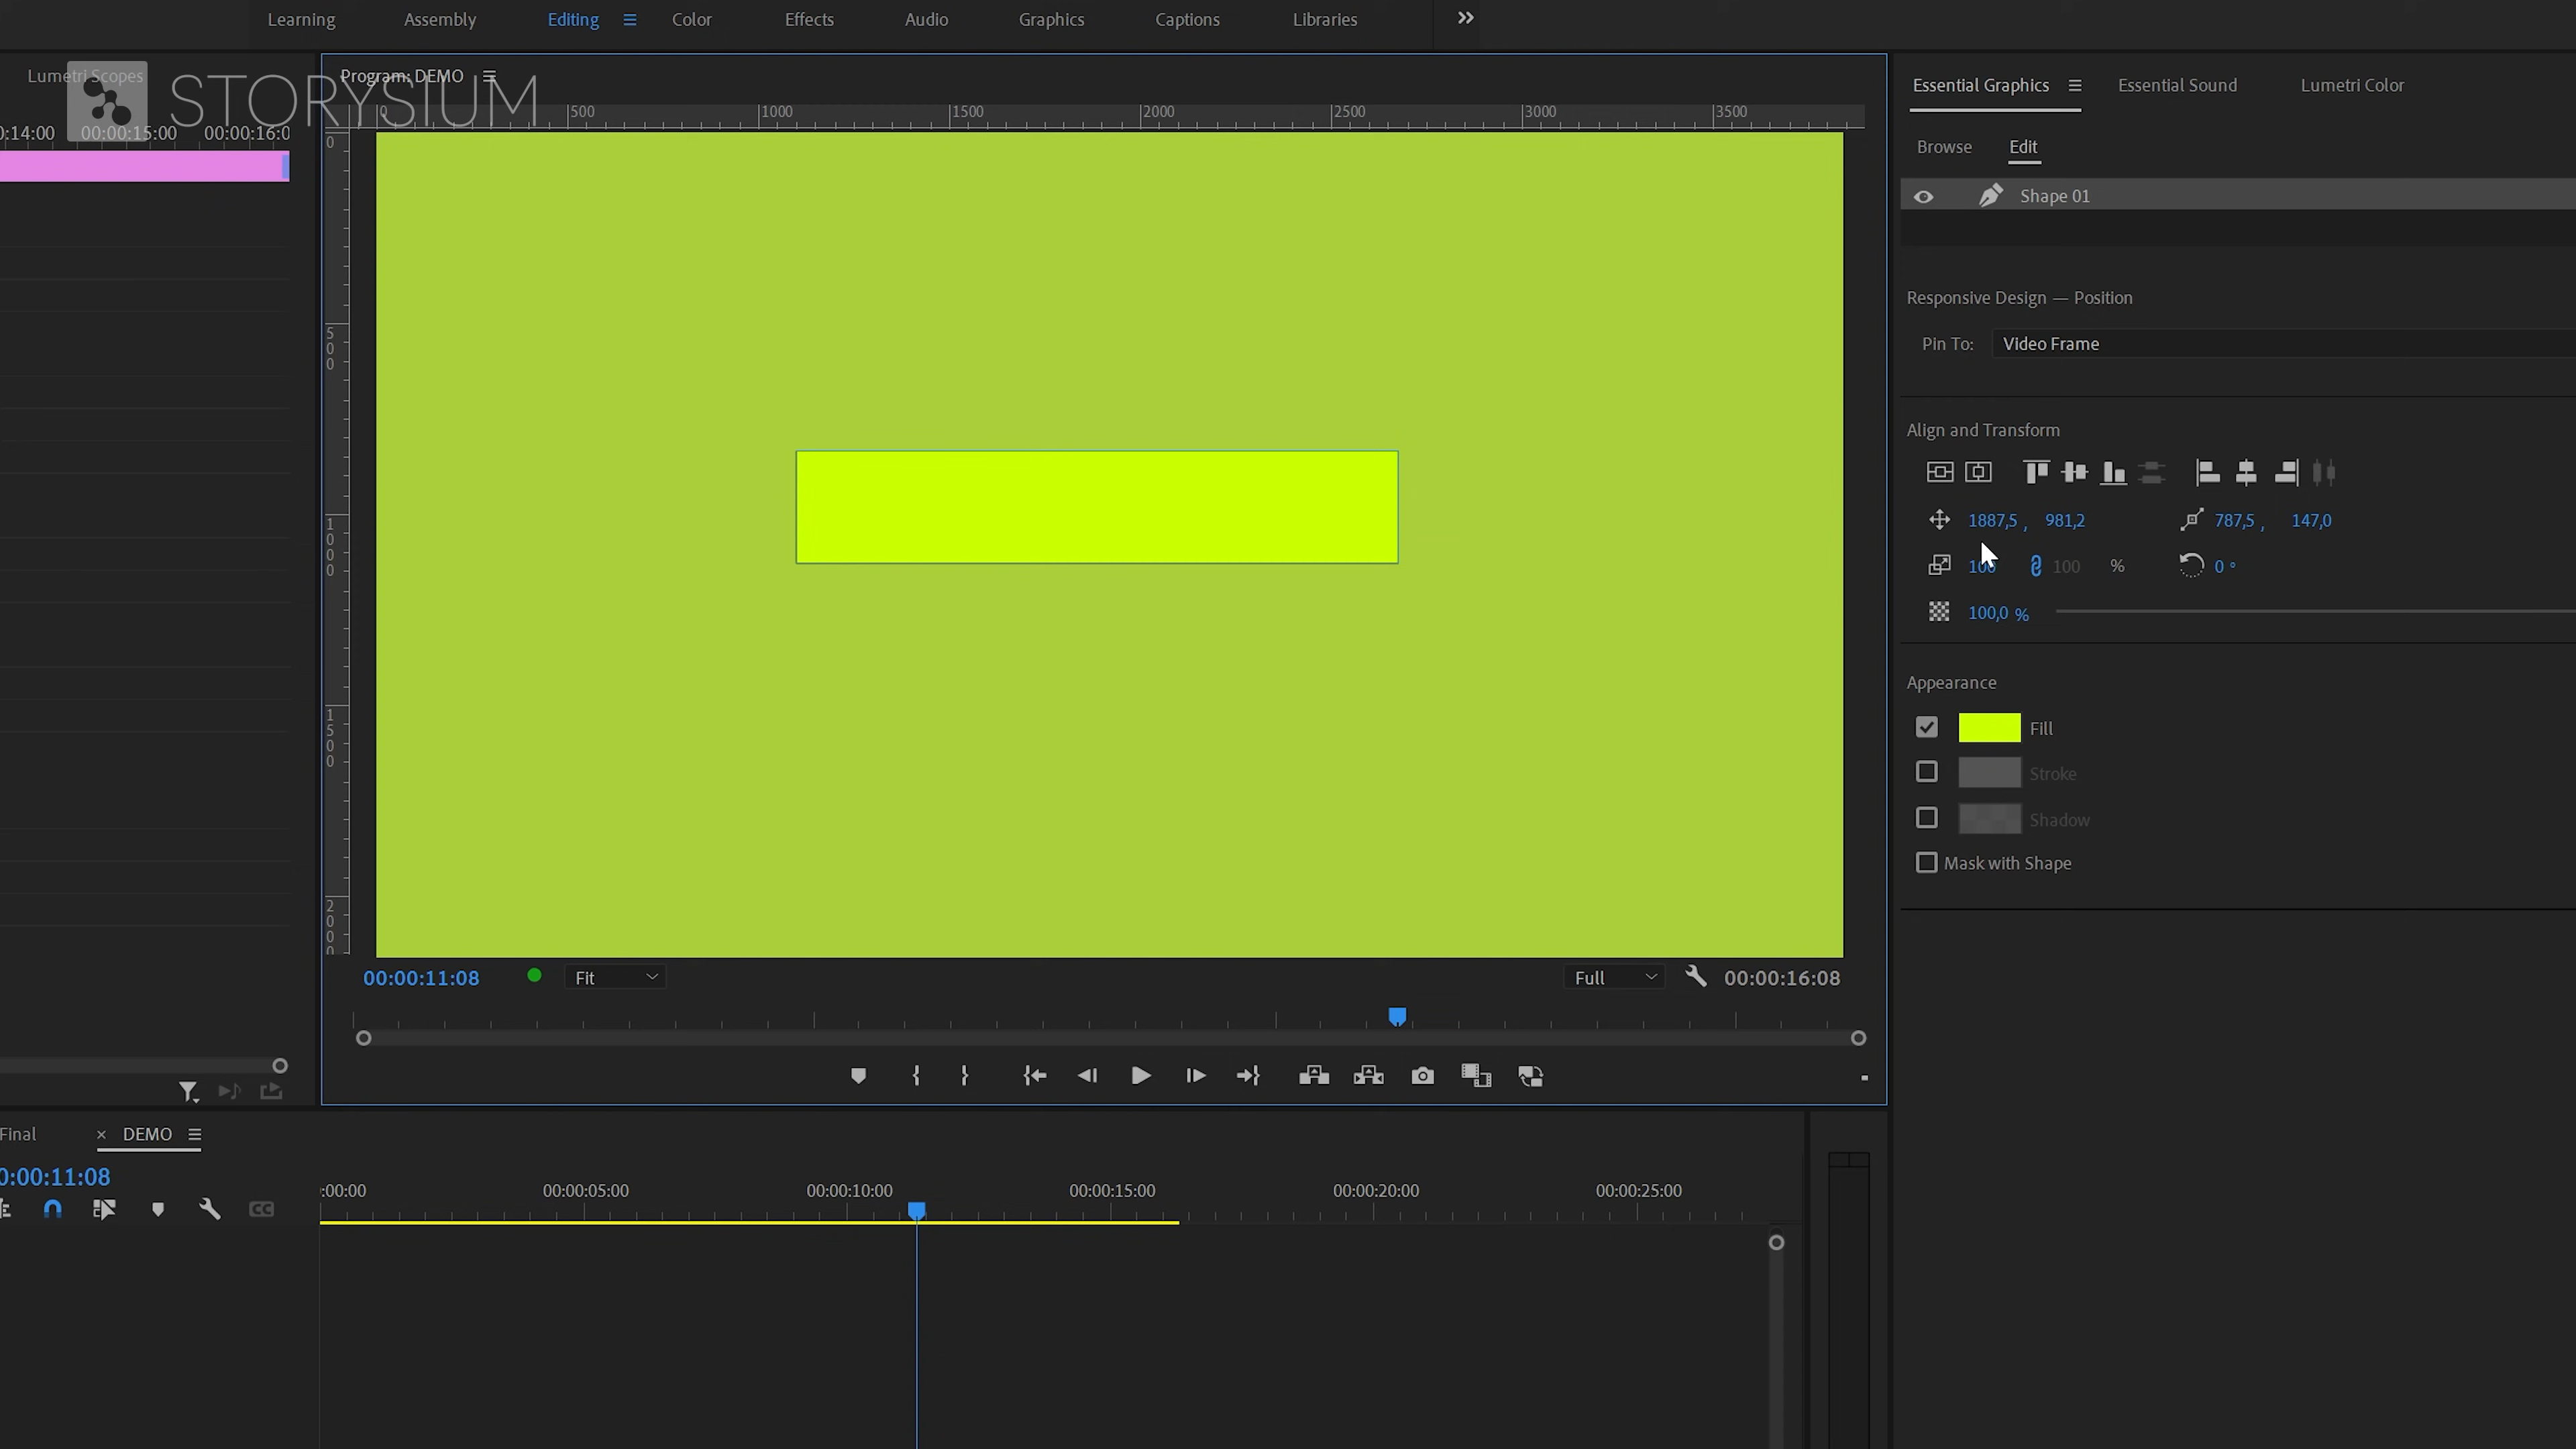 Learning Assembly Editing Color Effects Audio Graphics Captions Libraries
Lumetri Scopes
STORYSIUM
Program: DEMO
Essential Graphics Essential Sound Lumetri Color
0 500 1000 1500 2000 2500 3000 3500
:14:00 00:00:15:00 00:00:16:0
Browse Edit
Shape 01
Responsive Design — Position
Pin To: Video Frame
Align and Transform
1887,5 , 981,2 787,5 , 147,0
100 100 % 0 °
100,0 %
Appearance
Fill
Stroke
Shadow
Mask with Shape
0
500
1000
1500
2000
00:00:11:08 Fit Full 00:00:16:08
Final × DEMO
0:00:11:08
:00:00 00:00:05:00 00:00:10:00 00:00:15:00 00:00:20:00 00:00:25:00
CC